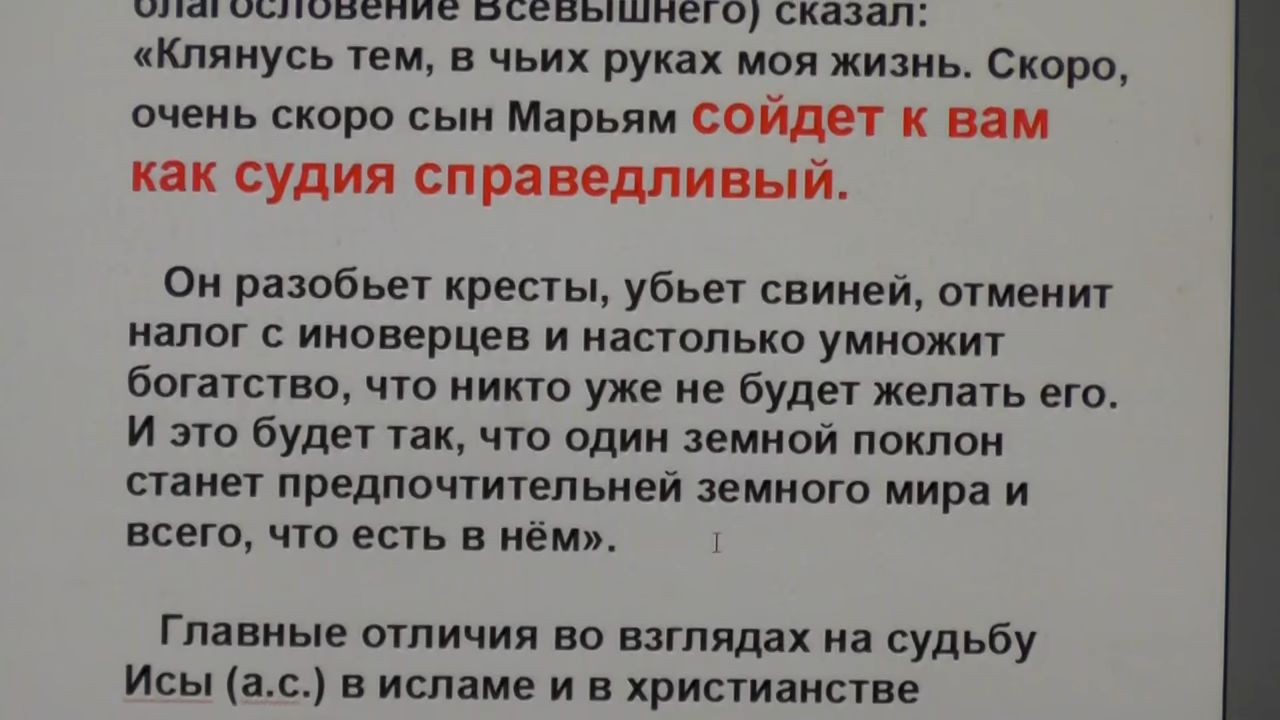 благословение Всевышнего) сказал:
«Клянусь тем, в чьих руках моя жизнь. Скоро,
очень скоро сын Марьям сойдет к вам
как судия справедливый.
Он разобьет кресты, убьет свиней, отменит
налог с иноверцев и настолько умножит
богатство, что никто уже не будет желать его.
И это будет так, что один земной поклон
станет предпочтительней земного мира и
всего, что есть в нём».
Главные отличия во взглядах на судьбу
Исы (а.с.) в исламе и в христианстве